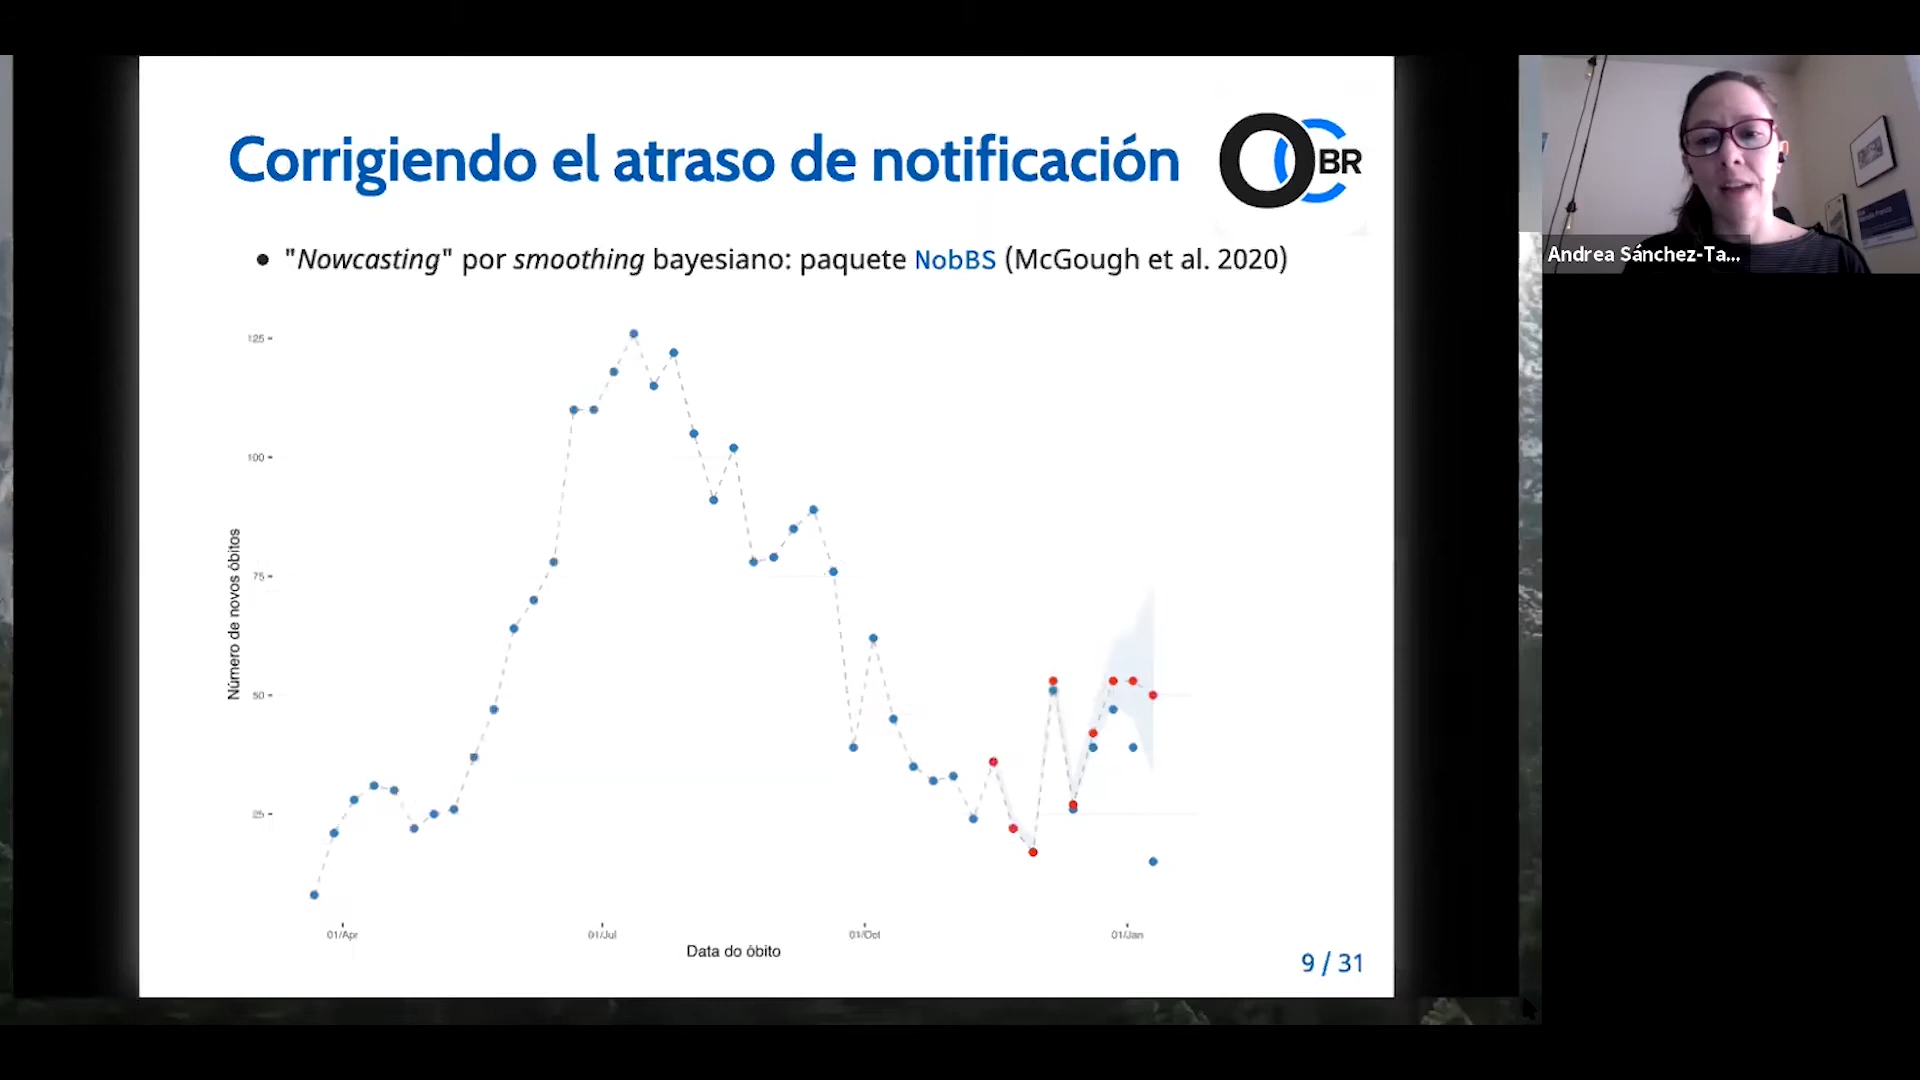 Corrigiendo el atraso de notificación
BR
• "Nowcasting" por smoothing bayesiano: paquete NobBS (McGough et al. 2020)
Andrea Sánchez-Ta...
125
100
75
50
25
Número de novos óbitos
01/Apr
01/Jul
01/Oct
01/Jan
Data do óbito
9 / 31